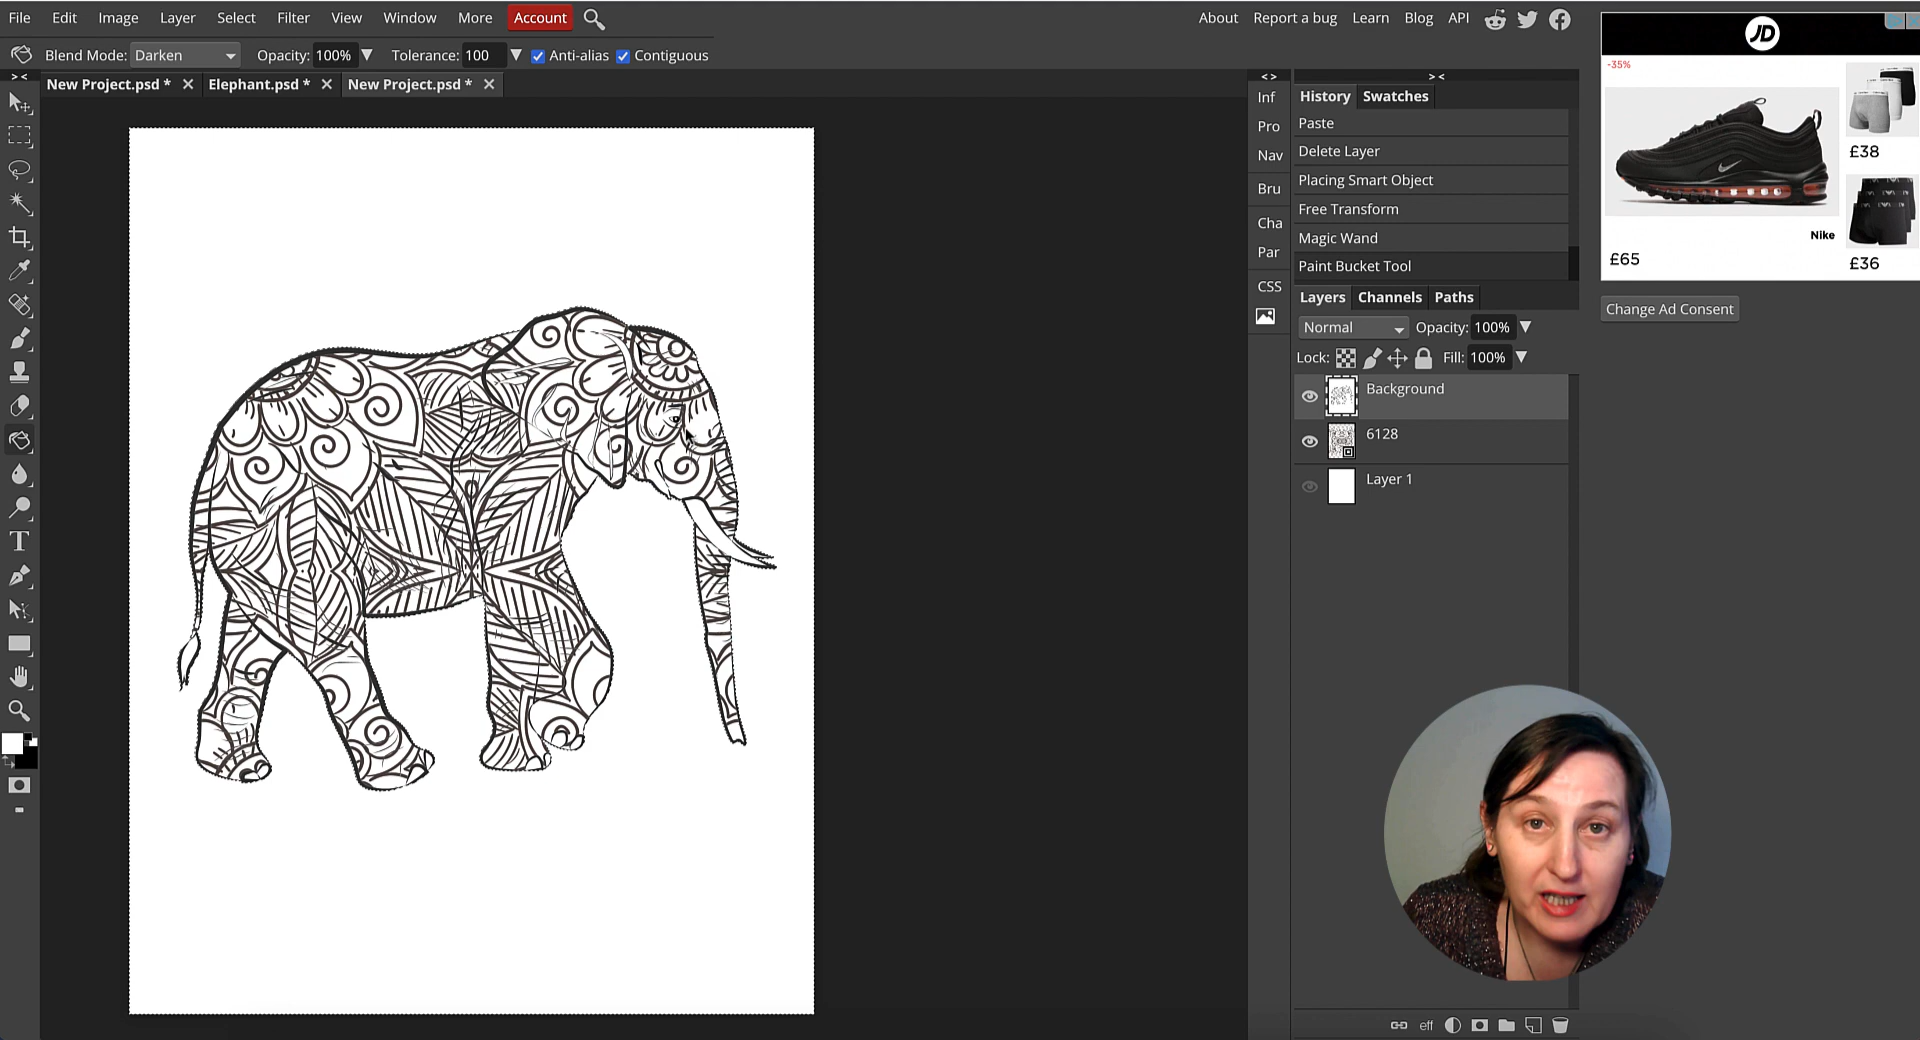 File Edit Image Layer Select Filter View Window More Account
About Report a bug Learn Blog API
Blend Mode: Darken Opacity: 100% Tolerance: 100 Anti-alias Contiguous
New Project.psd * Elephant.psd * New Project.psd *
Inf
Pro
Nav
Bru
Cha
Par
CSS
History Swatches
Paste
Delete Layer
Placing Smart Object
Free Transform
Magic Wand
Paint Bucket Tool
Layers Channels Paths
Normal Opacity: 100%
Lock: Fill: 100%
Background
6128
Layer 1
eff
JD
-35%
Nike
£65
£38
£36
Change Ad Consent